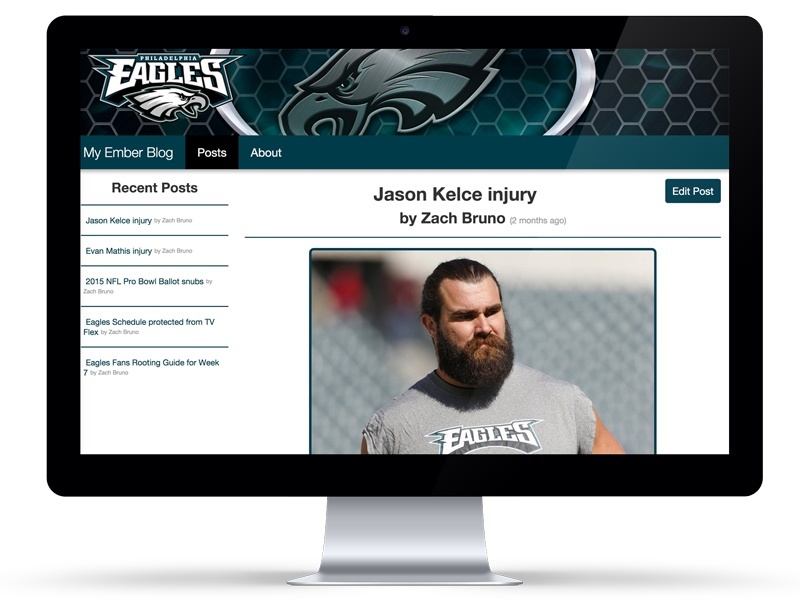 PHILADELPHIA
EAGLES
My Ember Blog
Posts
About
Recent Posts
Jason Kelce injury by Zach Bruno
Evan Mathis injury by Zach Bruno
2015 NFL Pro Bowl Ballot snubs by
Zach Bruno
Eagles Schedule protected from TV
Flex by Zach Bruno
Eagles Fans Rooting Guide for Week
7 by Zach Bruno
Jason Kelce injury
by Zach Bruno (2 months ago)
Edit Post
EAGLES